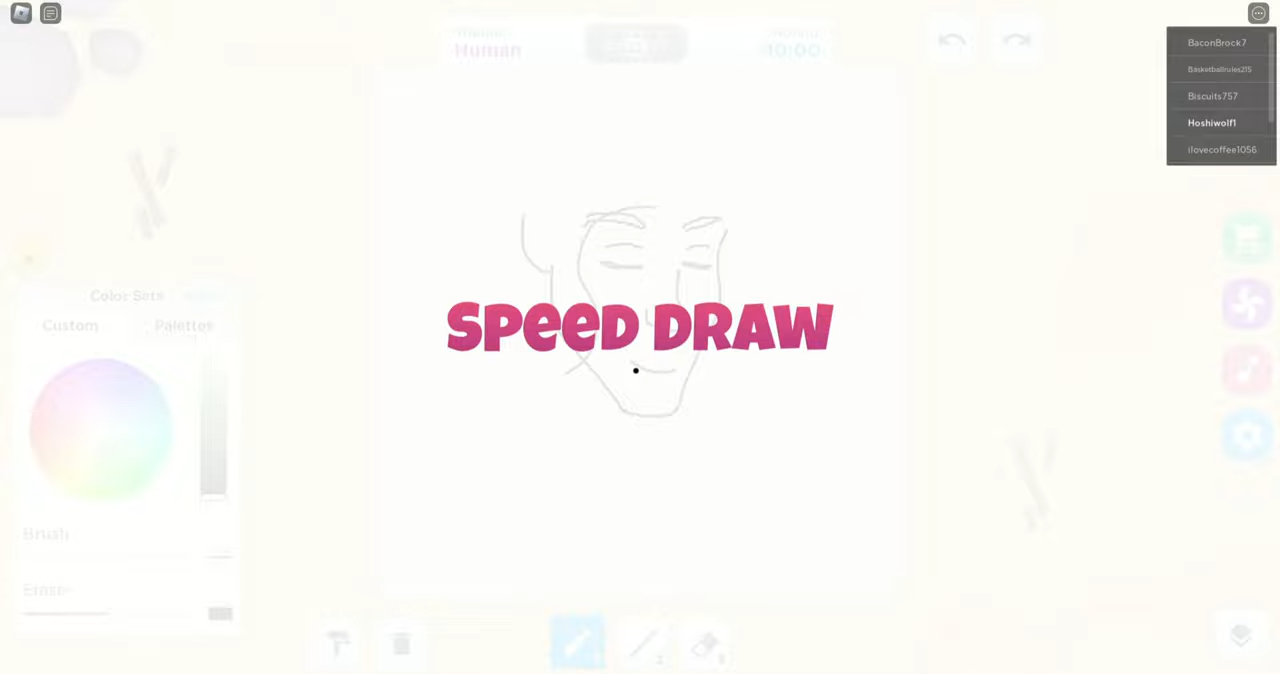 Human
10:00
BaconBrock7
Basketballrules215
Biscuits757
Hoshiwolf1
ilovecoffee1056
Color Sets
Custom
Palettes
SPEED DRAW
Brush
Eraser